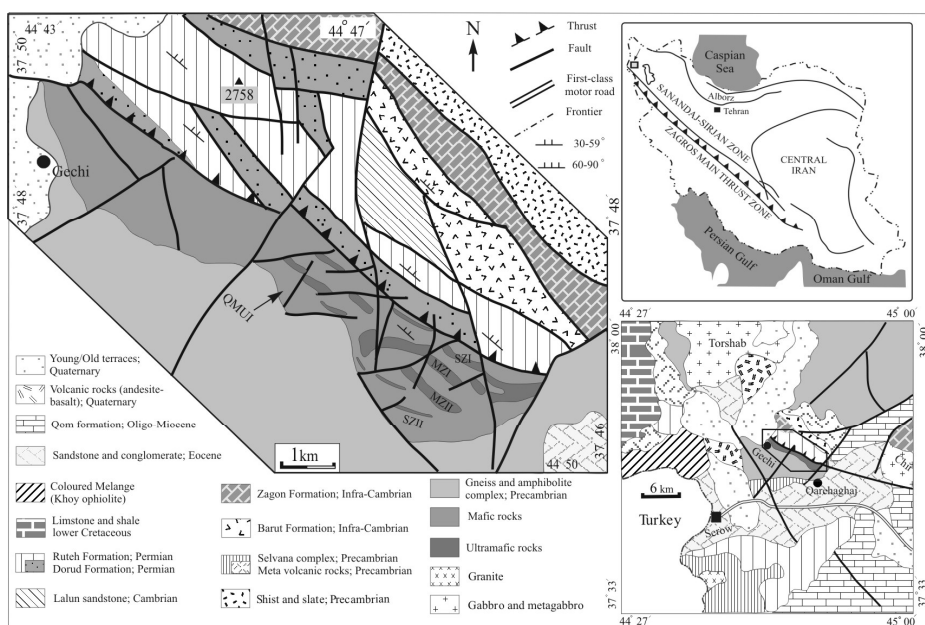 44 43
44° 47'
37 50
2758
Gechi
37 48
QMUI
SZI
MZI
MZII
SZII
1km
37 48
37 46
44 50
N
Thrust
Fault
First-class
motor road
Frontier
30-59°
60-90°
Caspian
Sea
Alborz
Tehran
SANANDAJ-SIRJAN ZONE
ZAGROS MAIN THRUST ZONE
CENTRAL
IRAN
Persian Gulf
Oman Gulf
44° 27'
45° 00'
38° 00'
38° 00'
Torshab
Gechi
Chir
Qarehaghaj
6 km
Turkey
Serow
37° 33'
37° 33'
44° 27'
45° 00'
Young/Old terraces;
Quaternary
Volcanic rocks (andesite-
basalt); Quaternary
Qom formation; Oligo-Miocene
Sandstone and conglomerate; Eocene
Coloured Melange
(Khoy ophiolite)
Limstone and shale
lower Cretaceous
Ruteh Formation; Permian
Dorud Formation; Permian
Lalun sandstone; Cambrian
Zagon Formation; Infra-Cambrian
Barut Formation; Infra-Cambrian
Selvana complex; Precambrian
Meta volcanic rocks; Precambrian
Shist and slate; Precambrian
Gneiss and amphibolite
complex; Precambrian
Mafic rocks
Ultramafic rocks
Granite
Gabbro and metagabbro